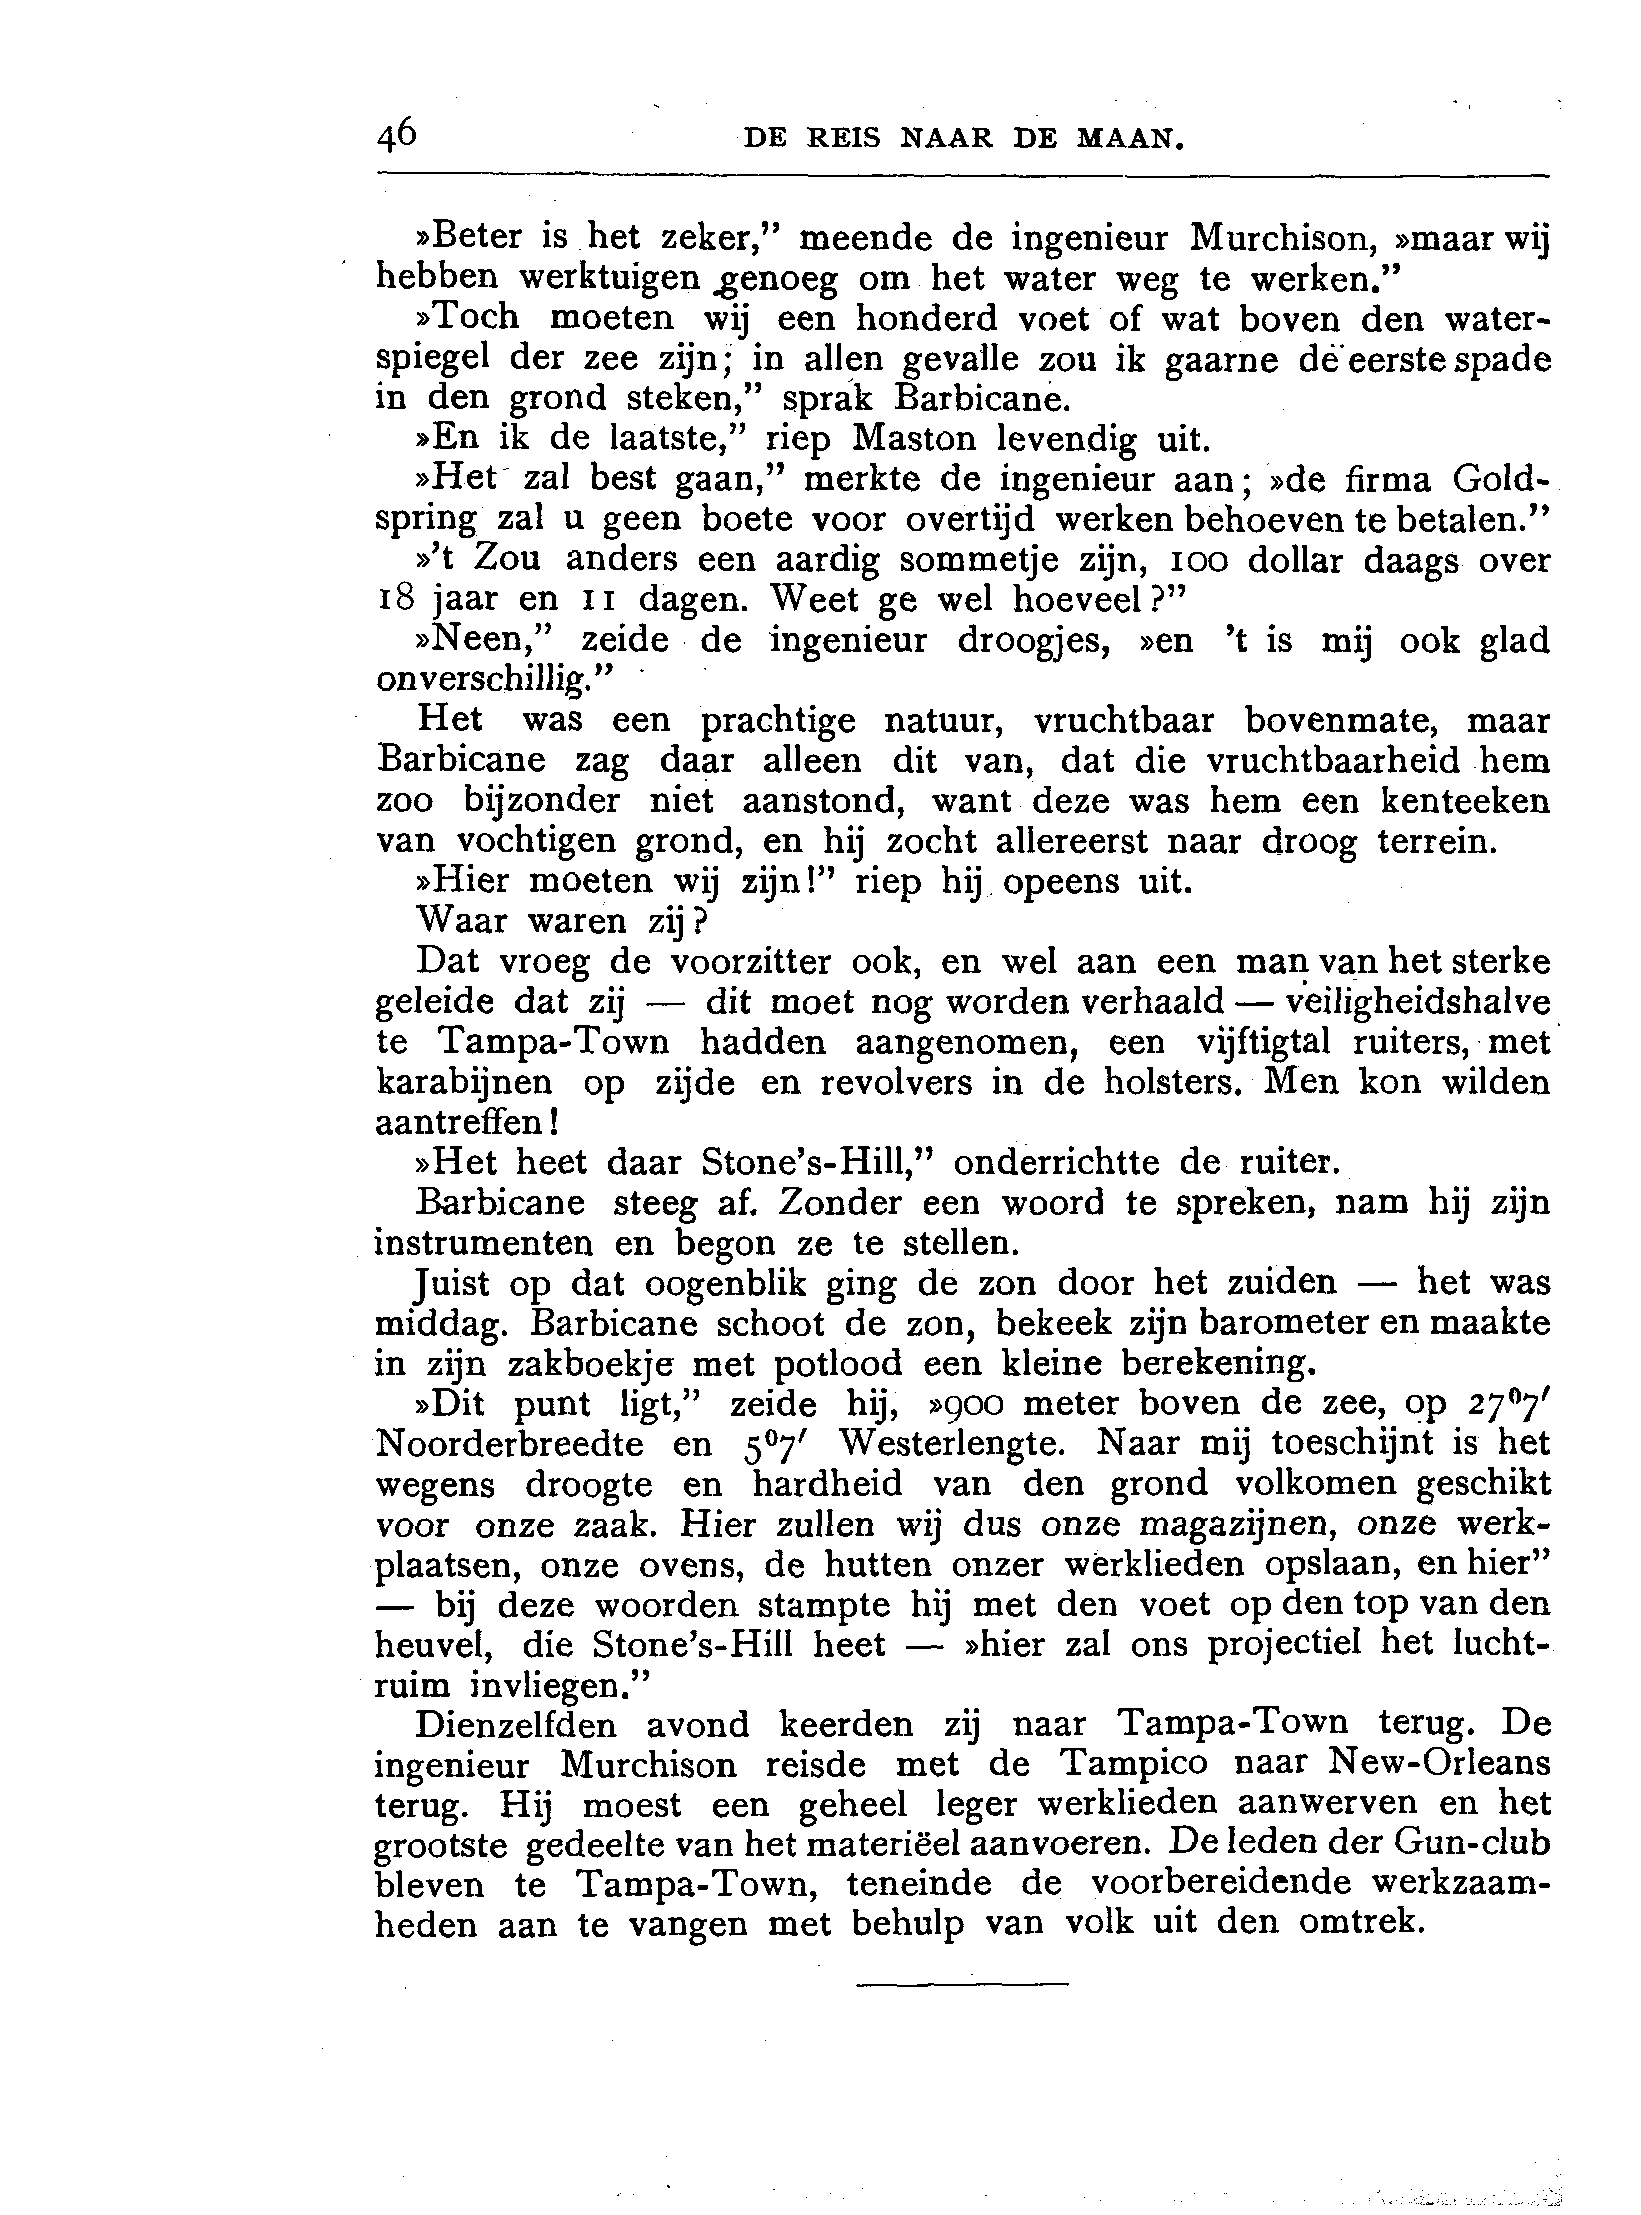 46 DE REIS NAAR DE MAAN.
»Beter is het zeker,” meende de ingenieur Murchison, »maar wij
hebben werktuigen genoeg om het water weg te werken.”
»Toch moeten wij een honderd voet of wat boven den water-
spiegel der zee zijn; in allen gevalle zou ik gaarne de eerste spade
in den grond steken,” sprak Barbicane.
»En ik de laatste,” riep Maston levendig uit.
»Het zal best gaan,” merkte de ingenieur aan; »de firma Gold-
spring zal u geen boete voor overtijd werken behoeven te betalen.”
»’t Zou anders een aardig sommetje zijn, 100 dollar daags over
18 jaar en 11 dagen. Weet ge wel hoeveel?”
»Neen,” zeide de ingenieur droogjes, »en ’t is mij ook glad
onverschillig.”
Het was een prachtige natuur, vruchtbaar bovenmate, maar
Barbicane zag daar alleen dit van, dat die vruchtbaarheid hem
zoo bijzonder niet aanstond, want deze was hem een kenteeken
van vochtigen grond, en hij zocht allereerst naar droog terrein.
»Hier moeten wij zijn!” riep hij opeens uit.
Waar waren zij?
Dat vroeg de voorzitter ook, en wel aan een man van het sterke
geleide dat zij — dit moet nog worden verhaald — veiligheidshalve
te Tampa-Town hadden aangenomen, een vijftigtal ruiters, met
karabijnen op zijde en revolvers in de holsters. Men kon wilden
aantreffen!
»Het heet daar Stone’s-Hill,” onderrichtte de ruiter.
Barbicane steeg af. Zonder een woord te spreken, nam hij zijn
instrumenten en begon ze te stellen.
Juist op dat oogenblik ging de zon door het zuiden — het was
middag. Barbicane schoot de zon, bekeek zijn barometer en maakte
in zijn zakboekje met potlood een kleine berekening.
»Dit punt ligt,” zeide hij, »900 meter boven de zee, op 27⁰7′
Noorderbreedte en 5⁰7′ Westerlengte. Naar mij toeschijnt is het
wegens droogte en hardheid van den grond volkomen geschikt
voor onze zaak. Hier zullen wij dus onze magazijnen, onze werk-
plaatsen, onze ovens, de hutten onzer werklieden opslaan, en hier”
— bij deze woorden stampte hij met den voet op den top van den
heuvel, die Stone’s-Hill heet — »hier zal ons projectiel het lucht-
ruim invliegen.”
Dienzelfden avond keerden zij naar Tampa-Town terug. De
ingenieur Murchison reisde met de Tampico naar New-Orleans
terug. Hij moest een geheel leger werklieden aanwerven en het
grootste gedeelte van het materiëel aanvoeren. De leden der Gun-club
bleven te Tampa-Town, teneinde de voorbereidende werkzaam-
heden aan te vangen met behulp van volk uit den omtrek.